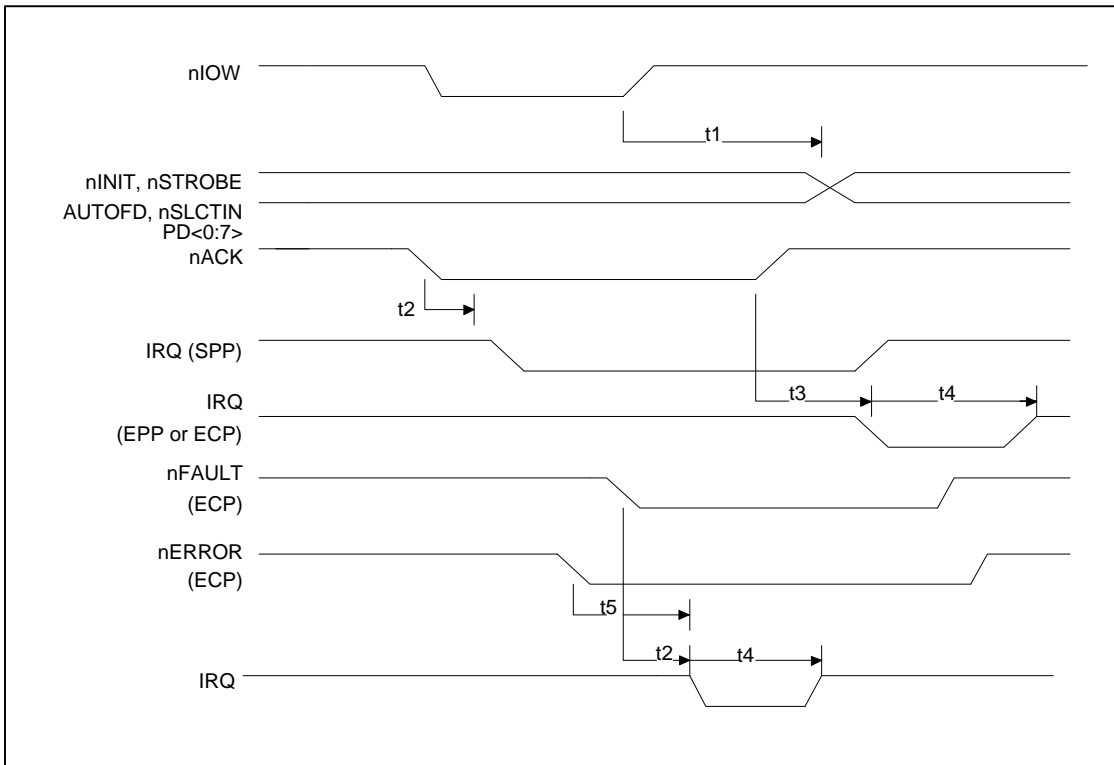 nIOW
t1
nINIT, nSTROBE
AUTOFD, nSLCTIN
PD<0:7>
nACK
t2
IRQ (SPP)
t3 t4
IRQ
(EPP or ECP)
nFAULT
(ECP)
nERROR
(ECP)
t5
t2 t4
IRQ